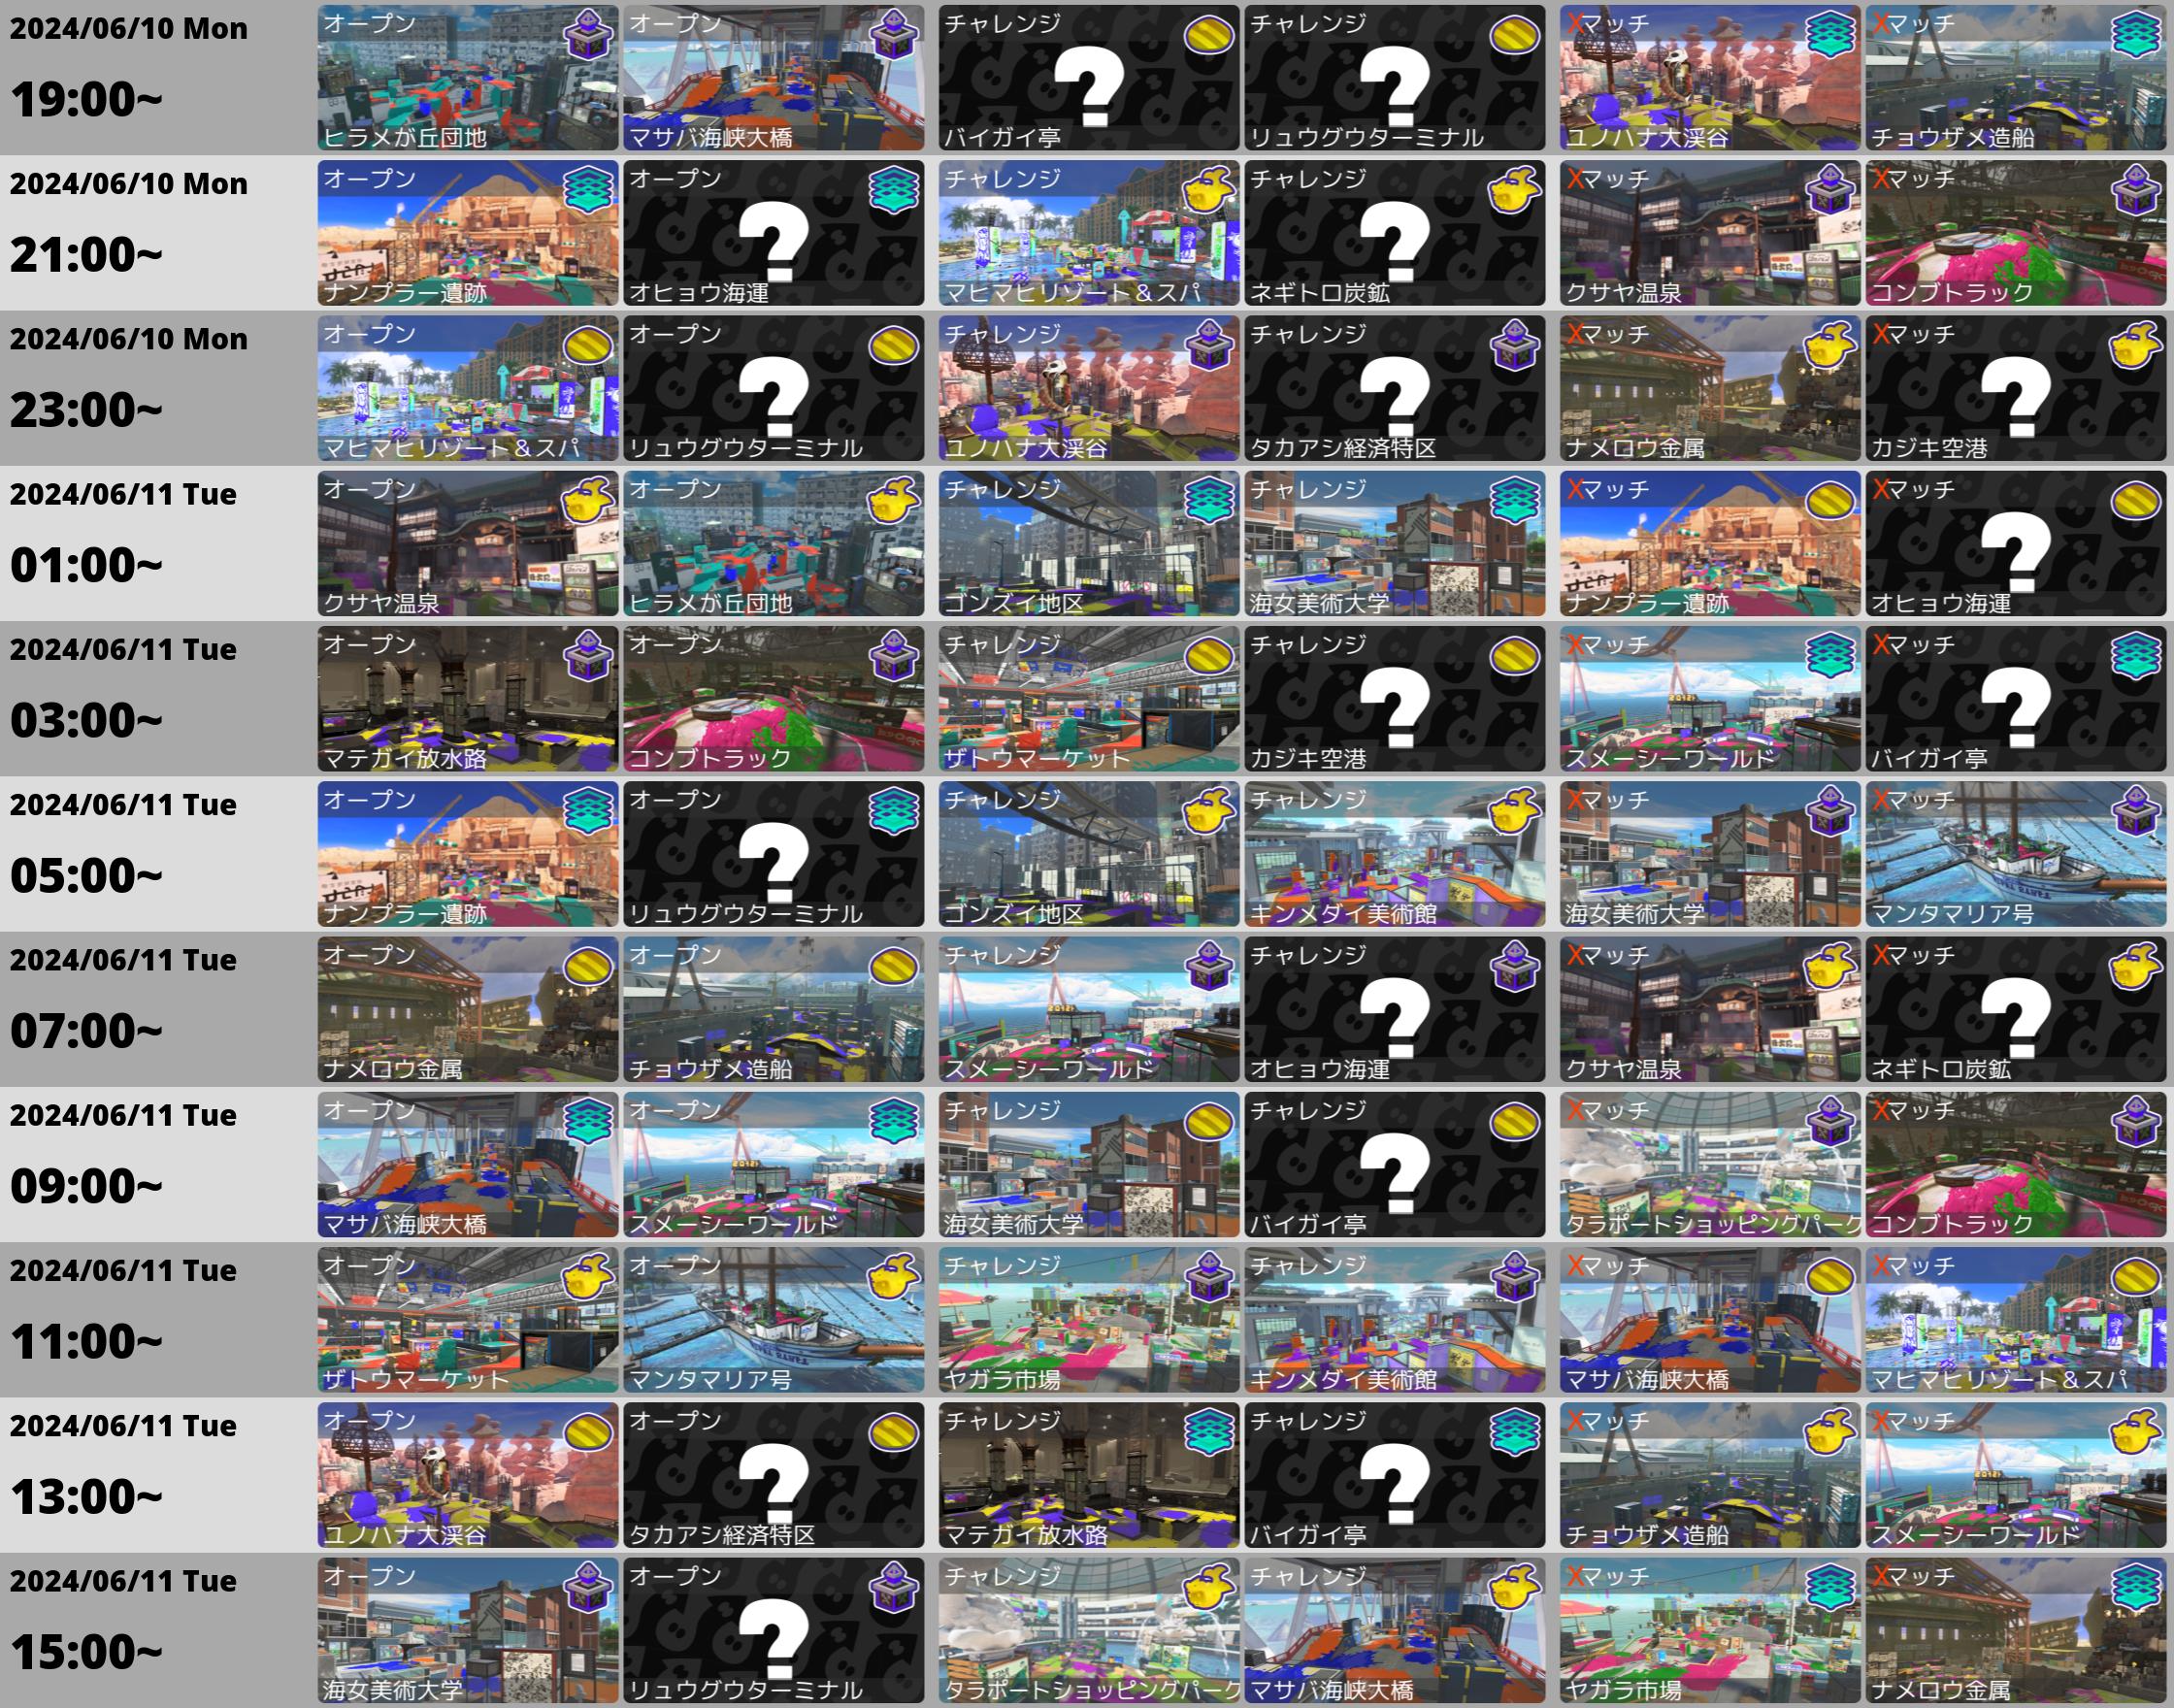 2024/06/10 Mon
19:00~
オープン オープン チャレンジ チャレンジ Xマッチ Xマッチ
ヒラメが丘団地 マサバ海峡大橋 バイガイ亭 リュウグウターミナル ユノハナ大渓谷 チョウザメ造船
2024/06/10 Mon
21:00~
オープン オープン チャレンジ チャレンジ Xマッチ Xマッチ
ナンプラー遺跡 オヒョウ海運 マヒマヒリゾート&スパ ネギトロ炭鉱 クサヤ温泉 コンブトラック
2024/06/10 Mon
23:00~
オープン オープン チャレンジ チャレンジ Xマッチ Xマッチ
マヒマヒリゾート&スパ リュウグウターミナル ユノハナ大渓谷 タカアシ経済特区 ナメロウ金属 カジキ空港
2024/06/11 Tue
01:00~
オープン オープン チャレンジ チャレンジ Xマッチ Xマッチ
クサヤ温泉 ヒラメが丘団地 ゴンズイ地区 海女美術大学 ナンプラー遺跡 オヒョウ海運
2024/06/11 Tue
03:00~
オープン オープン チャレンジ チャレンジ Xマッチ Xマッチ
マテガイ放水路 コンブトラック ザトウマーケット カジキ空港 スメーシーワールド バイガイ亭
2024/06/11 Tue
05:00~
オープン オープン チャレンジ チャレンジ Xマッチ Xマッチ
ナンプラー遺跡 リュウグウターミナル ゴンズイ地区 キンメダイ美術館 海女美術大学 マンタマリア号
2024/06/11 Tue
07:00~
オープン オープン チャレンジ チャレンジ Xマッチ Xマッチ
ナメロウ金属 チョウザメ造船 スメーシーワールド オヒョウ海運 クサヤ温泉 ネギトロ炭鉱
2024/06/11 Tue
09:00~
オープン オープン チャレンジ チャレンジ Xマッチ Xマッチ
マサバ海峡大橋 スメーシーワールド 海女美術大学 バイガイ亭 タラポートショッピングパーク コンブトラック
2024/06/11 Tue
11:00~
オープン オープン チャレンジ チャレンジ Xマッチ Xマッチ
ザトウマーケット マンタマリア号 ヤガラ市場 キンメダイ美術館 マサバ海峡大橋 マヒマヒリゾート&スパ
2024/06/11 Tue
13:00~
オープン オープン チャレンジ チャレンジ Xマッチ Xマッチ
ユノハナ大渓谷 タカアシ経済特区 マテガイ放水路 バイガイ亭 チョウザメ造船 スメーシーワールド
2024/06/11 Tue
15:00~
オープン オープン チャレンジ チャレンジ Xマッチ Xマッチ
海女美術大学 リュウグウターミナル タラポートショッピングパーク マサバ海峡大橋 ヤガラ市場 ナメロウ金属